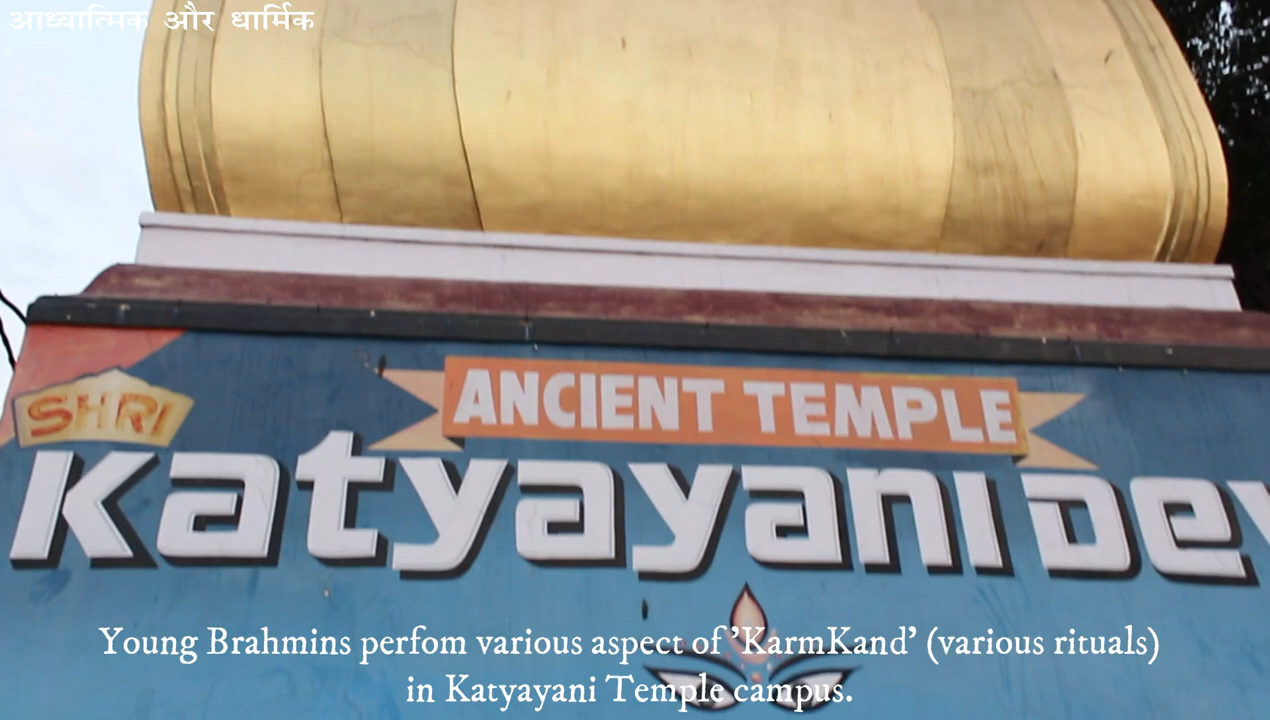 आध्यात्मिक और धार्मिक
ANCIENT TEMPLE
SHRI
Katyayani Dev
Young Brahmins perfom various aspect of 'KarmKand' (various rituals)
in Katyayani Temple campus.